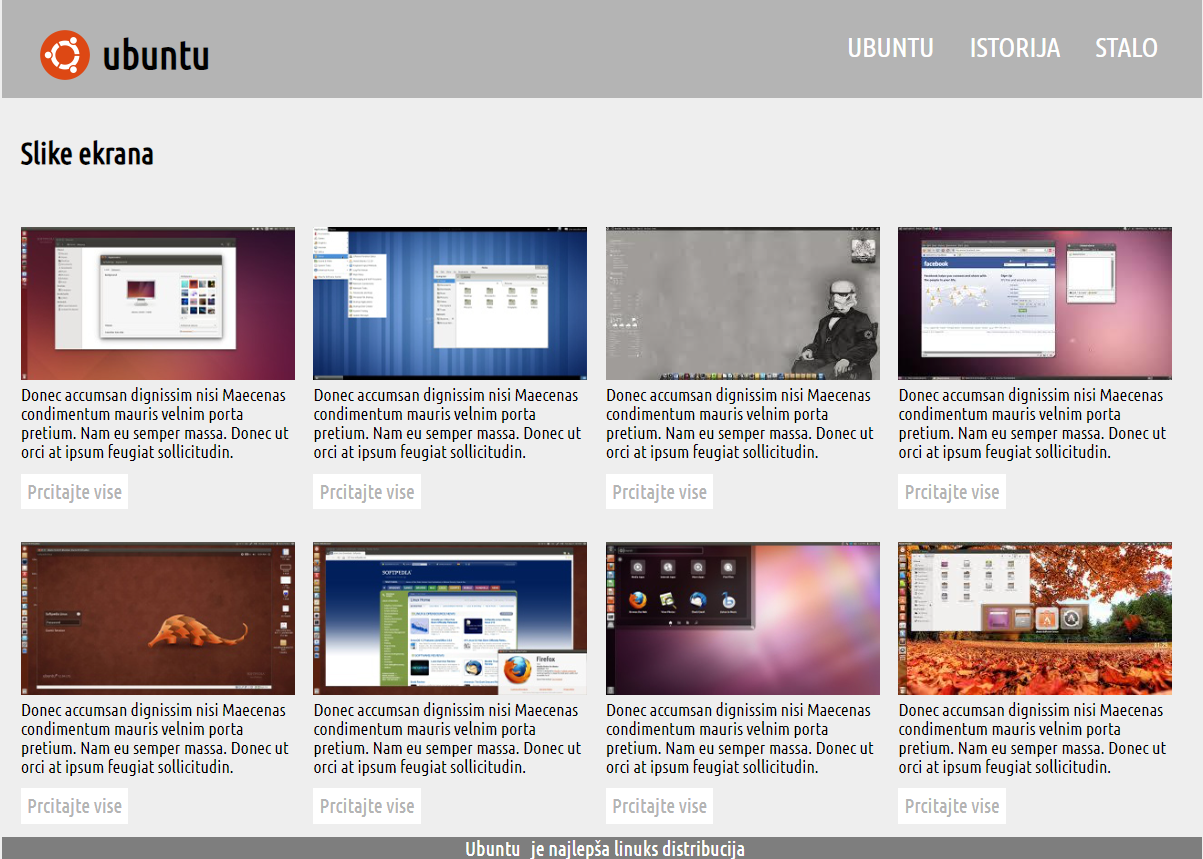 ubuntu
UBUNTU ISTORIJA STALO
Slike ekrana
Donec accumsan dignissim nisi Maecenas
condimentum mauris velnim porta
pretium. Nam eu semper massa. Donec ut
orci at ipsum feugiat sollicitudin.
Prcitajte vise
Donec accumsan dignissim nisi Maecenas
condimentum mauris velnim porta
pretium. Nam eu semper massa. Donec ut
orci at ipsum feugiat sollicitudin.
Prcitajte vise
Donec accumsan dignissim nisi Maecenas
condimentum mauris velnim porta
pretium. Nam eu semper massa. Donec ut
orci at ipsum feugiat sollicitudin.
Prcitajte vise
facebook
Donec accumsan dignissim nisi Maecenas
condimentum mauris velnim porta
pretium. Nam eu semper massa. Donec ut
orci at ipsum feugiat sollicitudin.
Prcitajte vise
Donec accumsan dignissim nisi Maecenas
condimentum mauris velnim porta
pretium. Nam eu semper massa. Donec ut
orci at ipsum feugiat sollicitudin.
Prcitajte vise
SOFTPEDIA
Linux Home
Firefox
Donec accumsan dignissim nisi Maecenas
condimentum mauris velnim porta
pretium. Nam eu semper massa. Donec ut
orci at ipsum feugiat sollicitudin.
Prcitajte vise
Donec accumsan dignissim nisi Maecenas
condimentum mauris velnim porta
pretium. Nam eu semper massa. Donec ut
orci at ipsum feugiat sollicitudin.
Prcitajte vise
Donec accumsan dignissim nisi Maecenas
condimentum mauris velnim porta
pretium. Nam eu semper massa. Donec ut
orci at ipsum feugiat sollicitudin.
Prcitajte vise
Ubuntu je najlepša linuks distribucija